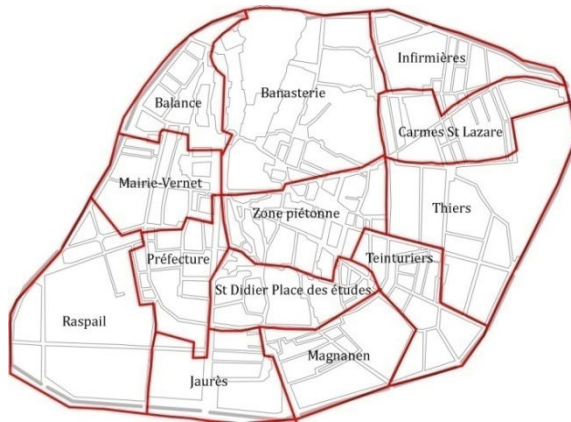 Infirmières
Banasterie
Balance
Carmes St Lazare
Mairie-Vernet
Thiers
Zone piétonne
Préfecture
Teinturiers
St Didier Place des études
Raspail
Magnanen
Jaurès